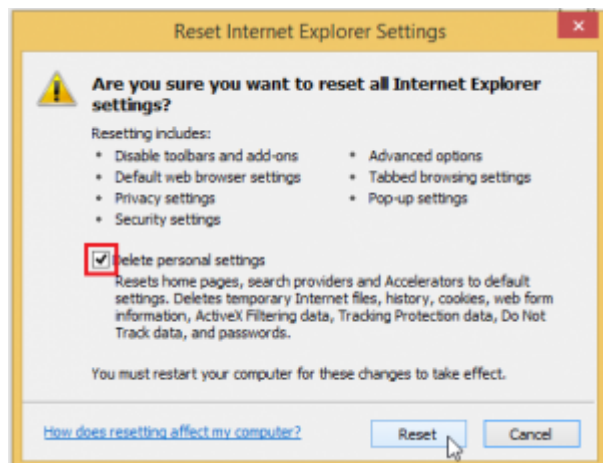 Reset Internet Explorer Settings
Are you sure you want to reset all Internet Explorer
settings?
Resetting includes:
• Disable toolbars and add-ons
• Default web browser settings
• Privacy settings
• Security settings
• Advanced options
• Tabbed browsing settings
• Pop-up settings
Delete personal settings
Resets home pages, search providers and Accelerators to default
settings. Deletes temporary Internet files, history, cookies, web form
information, ActiveX Filtering data, Tracking Protection data, Do Not
Track data, and passwords.
You must restart your computer for these changes to take effect.
How does resetting affect my computer?
Reset
Cancel